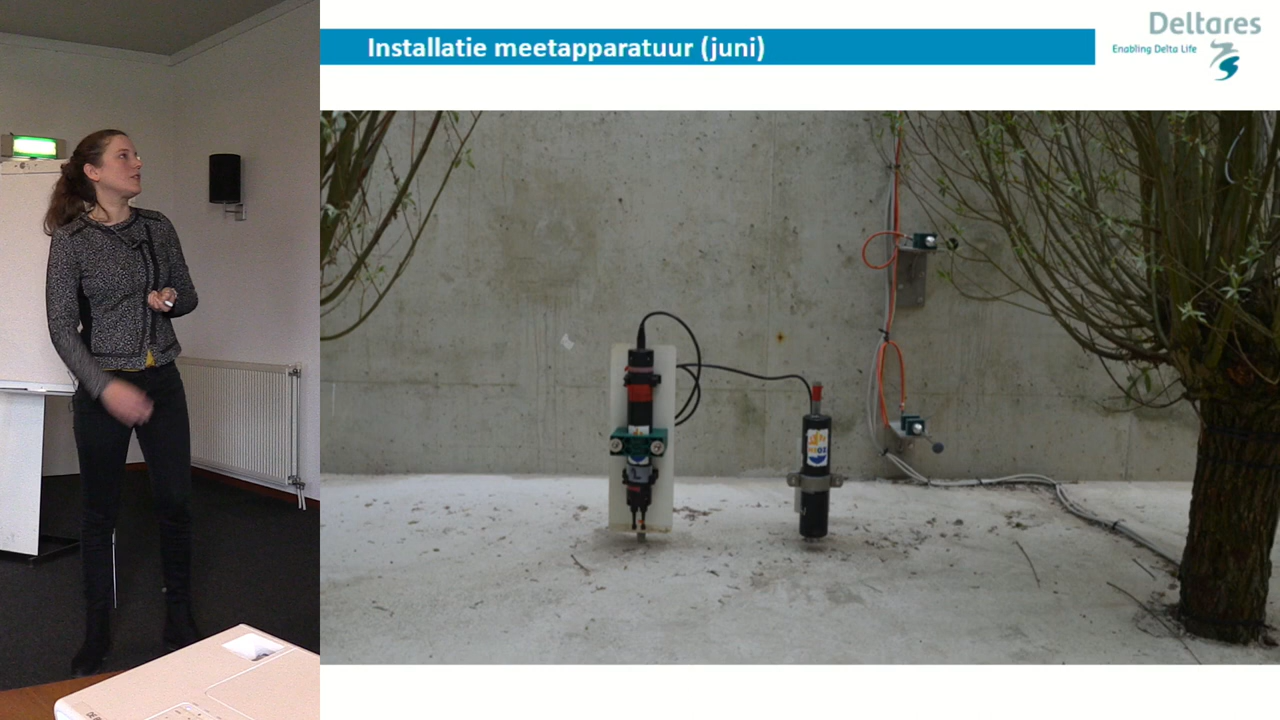 Installatie meetapparatuur (juni)
Deltares
Enabling Delta Life